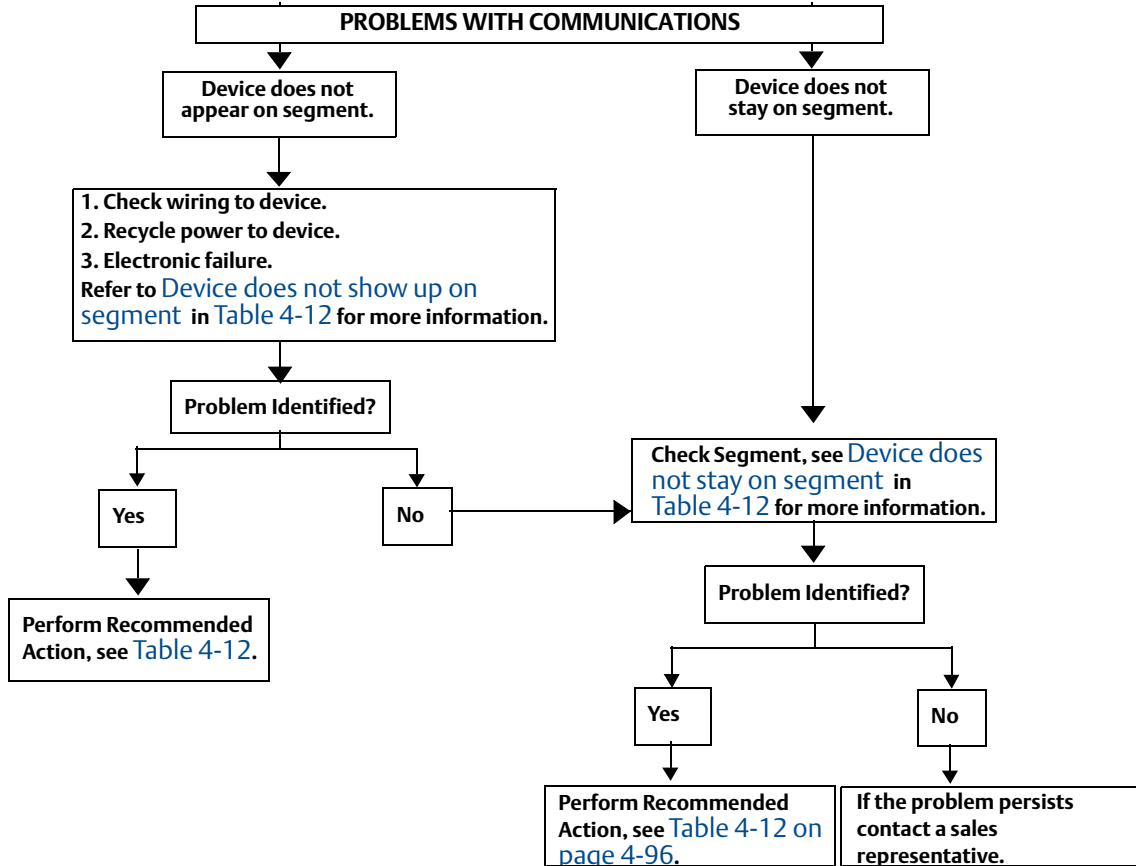 PROBLEMS WITH COMMUNICATIONS
Device does not
appear on segment.
Device does not
stay on segment.
1. Check wiring to device.
2. Recycle power to device.
3. Electronic failure.
Refer to Device does not show up on
segment in Table 4-12 for more information.
Problem Identified?
Yes
No
Perform Recommended
Action, see Table 4-12.
Check Segment, see Device does
not stay on segment in
Table 4-12 for more information.
Problem Identified?
Yes
No
Perform Recommended
Action, see Table 4-12 on
page 4-96.
If the problem persists
contact a sales
representative.